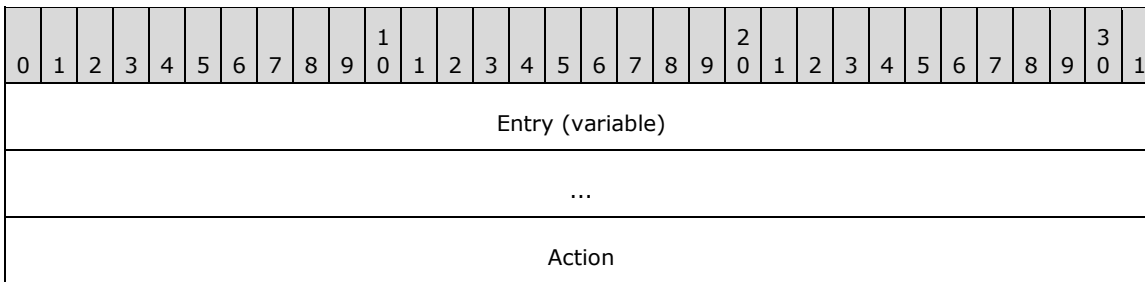 1 2 3
0 1 2 3 4 5 6 7 8 9 0 1 2 3 4 5 6 7 8 9 0 1 2 3 4 5 6 7 8 9 0 1
Entry (variable)
...
Action